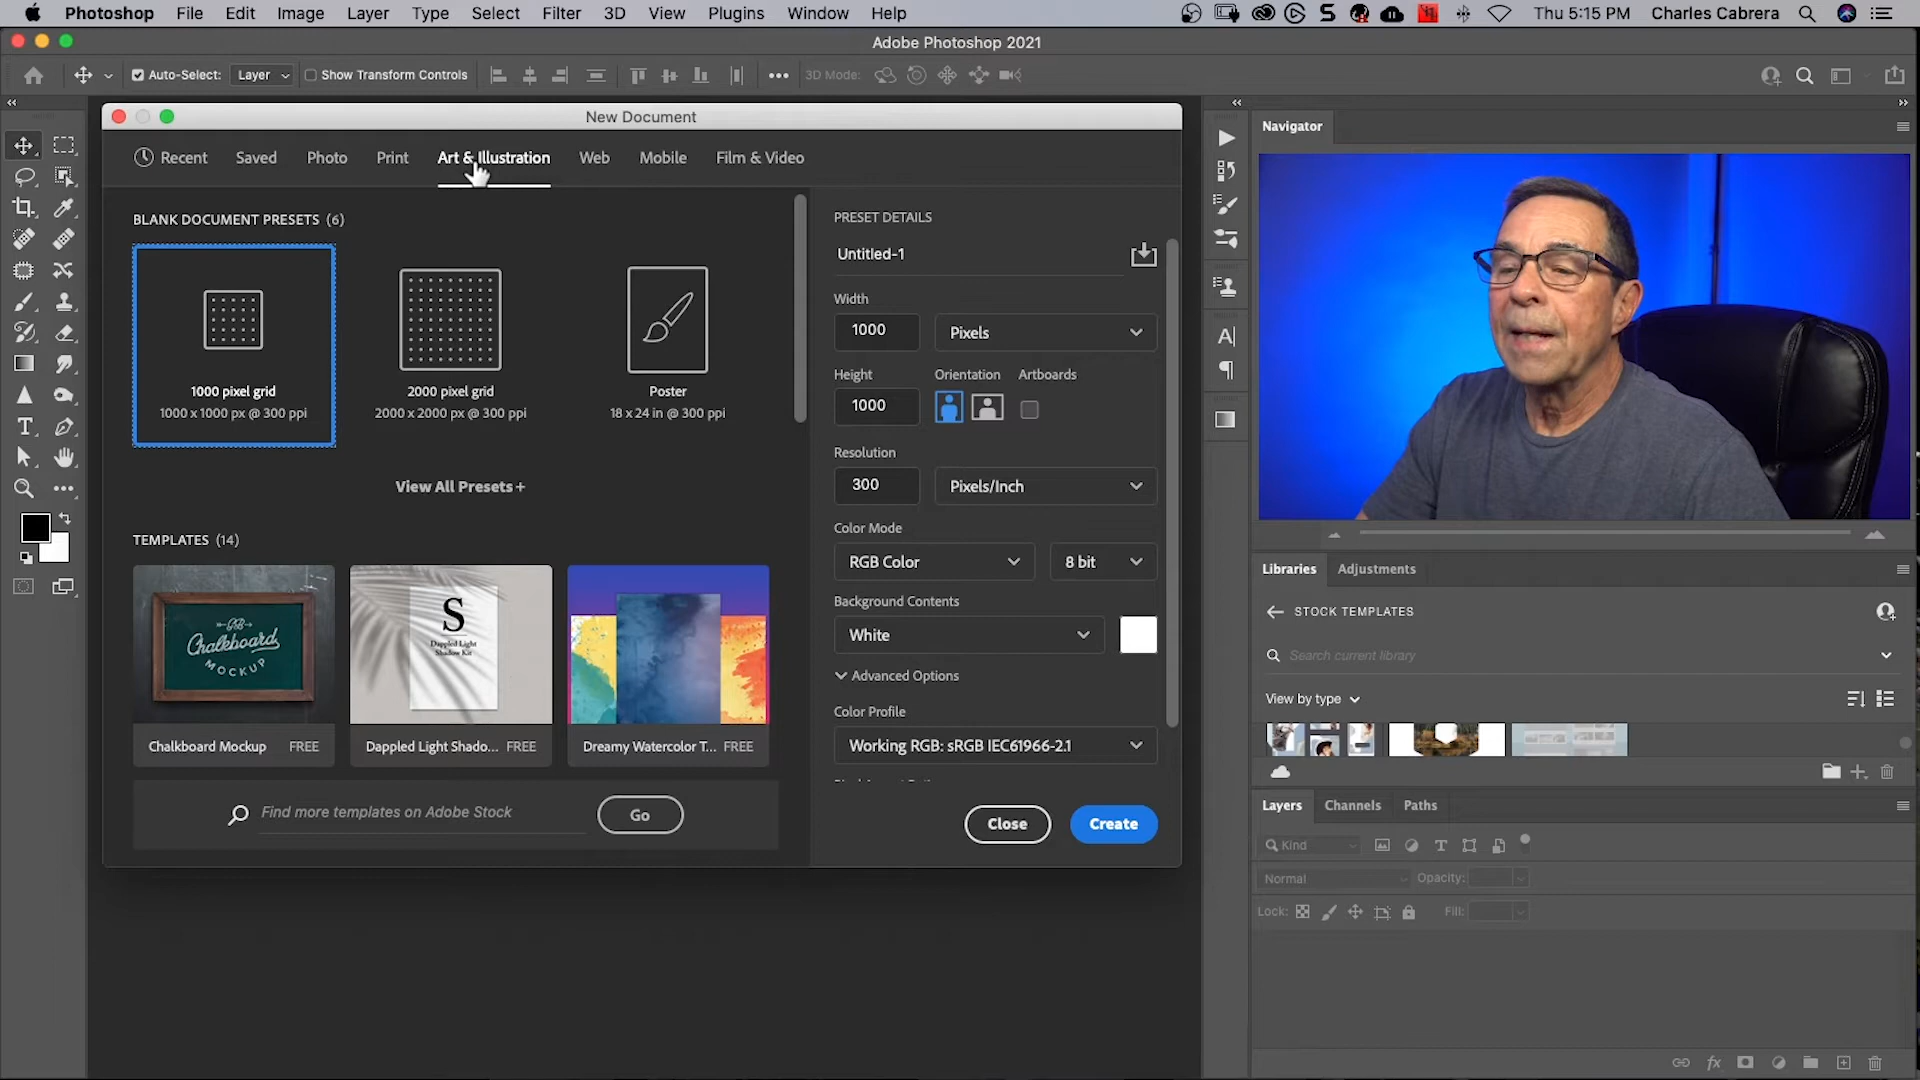 Photoshop File Edit Image Layer Type Select Filter 3D View Plugins Window Help Thu 5:15 PM Charles Cabrera
Adobe Photoshop 2021
Auto-Select: Layer Show Transform Controls 3D Mode:
New Document
Recent Saved Photo Print Art & Illustration Web Mobile Film & Video
BLANK DOCUMENT PRESETS (6)
1000 pixel grid
1000 x 1000 px @ 300 ppi
2000 pixel grid
2000 x 2000 px @ 300 ppi
Poster
18 x 24 in @ 300 ppi
View All Presets+
TEMPLATES (14)
Chalkboard
MOCKUP
S
Dappled Light
Shadow Kit
Chalkboard Mockup FREE
Dappled Light Shado... FREE
Dreamy Watercolor T... FREE
Find more templates on Adobe Stock Go
PRESET DETAILS
Untitled-1
Width
1000 Pixels
Height Orientation Artboards
1000
Resolution
300 Pixels/Inch
Color Mode
RGB Color 8 bit
Background Contents
White
Advanced Options
Color Profile
Working RGB: sRGB IEC61966-2.1
Close Create
Navigator
Libraries Adjustments
STOCK TEMPLATES
Search current library
View by type
Layers Channels Paths
Kind
Normal Opacity:
Lock: Fill: